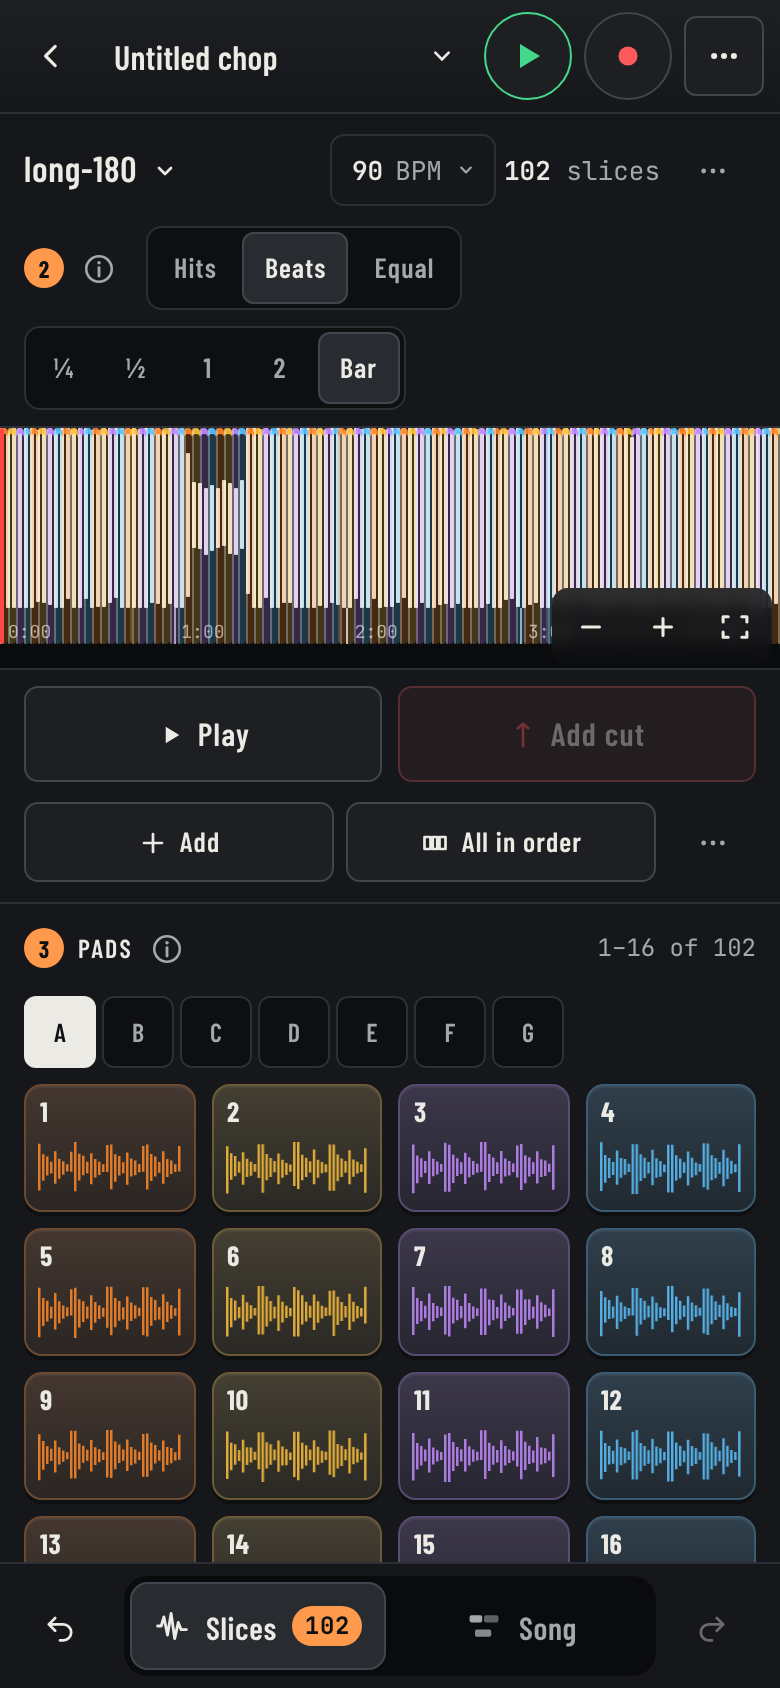 Untitled chop
long-180 90 BPM 102 slices
2 Hits Beats Equal
¼ ½ 1 2 Bar
0:00 1:00 2:00
Play Add cut
Add All in order
3 PADS 1–16 of 102
A B C D E F G
1 2 3 4
5 6 7 8
9 10 11 12
13 14 15 16
Slices 102 Song